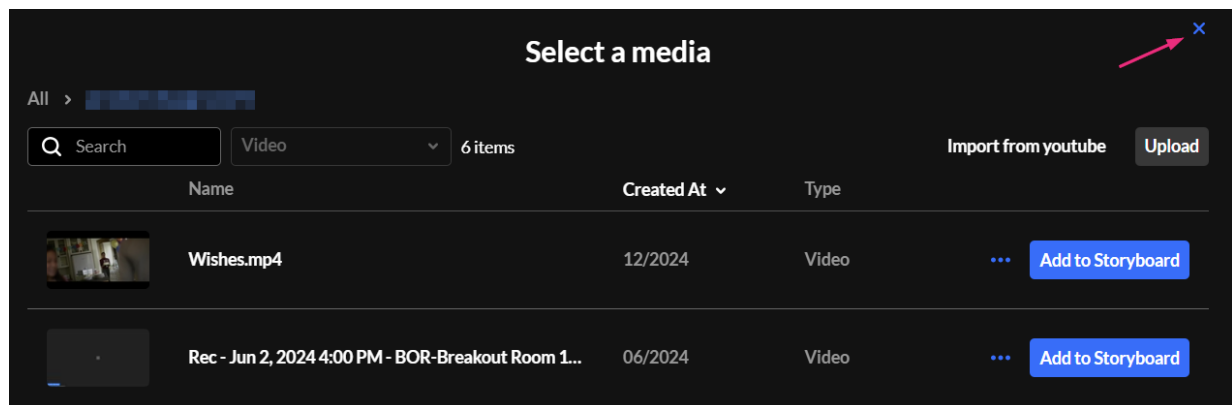 Select a media
All >
Search Video 6 items Import from youtube Upload
Name Created At Type
Wishes.mp4 12/2024 Video ••• Add to Storyboard
Rec - Jun 2, 2024 4:00 PM - BOR-Breakout Room 1... 06/2024 Video ••• Add to Storyboard